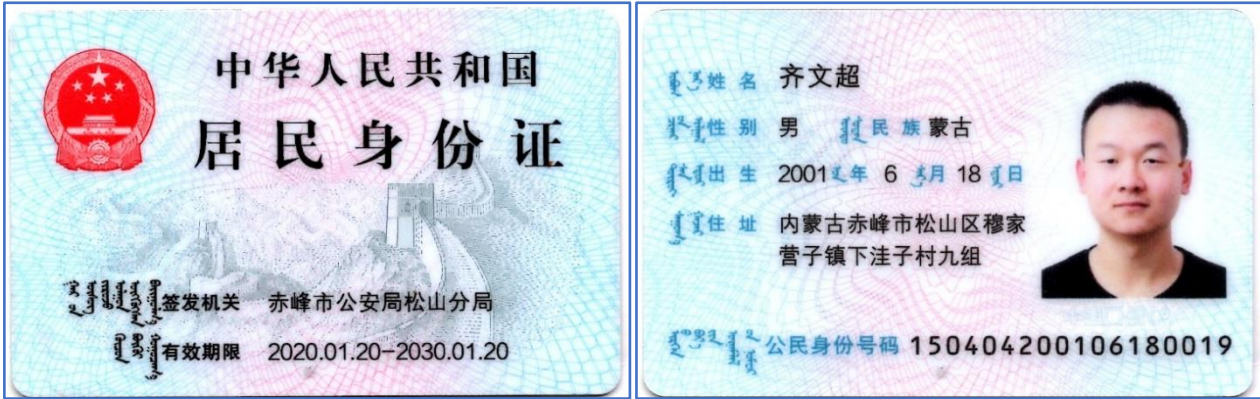 中华人民共和国
居民身份证
签发机关 赤峰市公安局松山分局
有效期限 2020.01.20-2030.01.20
姓名 齐文超
性别 男 民族 蒙古
出生 2001 年 6 月 18 日
住址 内蒙古赤峰市松山区穆家
营子镇下洼子村九组
公民身份号码 150404200106180019